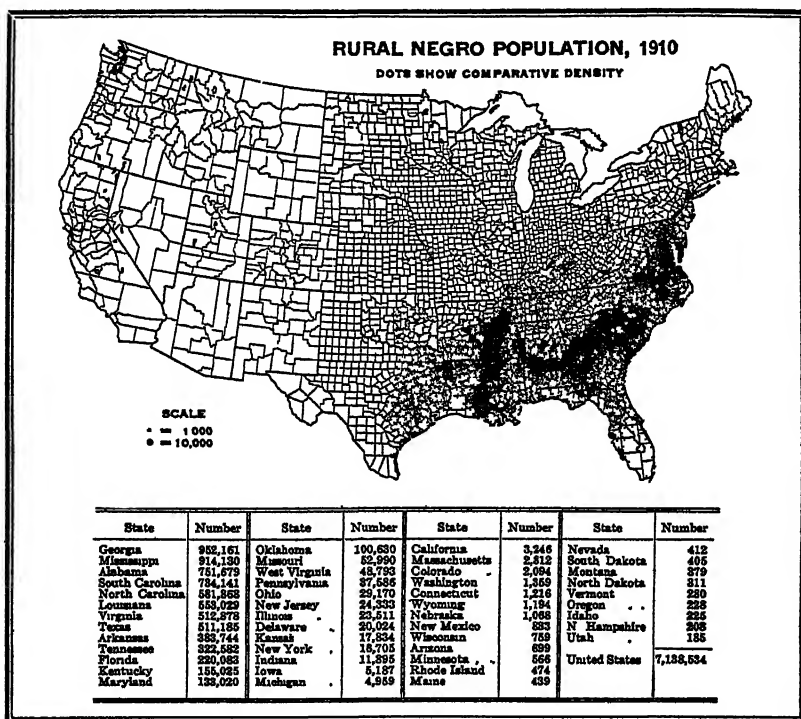 RURAL NEGRO POPULATION, 1910
DOTS SHOW COMPARATIVE DENSITY
SCALE
• = 1 000
● = 10,000
State Number State Number State Number State Number
Georgia 952,161 Oklahoma 100,630 California 3,246 Nevada 412
Mississippi 914,130 Missouri 52,990 Massachusetts 2,812 South Dakota 405
Alabama 751,679 West Virginia 48,793 Colorado 2,094 Montana 379
South Carolina 734,141 Pennsylvania 37,586 Washington 1,359 North Dakota 311
North Carolina 581,868 Ohio 29,170 Connecticut 1,216 Vermont 280
Louisiana 553,029 New Jersey 24,333 Wyoming 1,194 Oregon 228
Virginia 512,878 Illinois 23,511 Nebraska 1,068 Idaho 225
Texas 511,185 Delaware 20,024 New Mexico 833 N Hampshire 208
Arkansas 383,744 Kansas 17,834 Wisconsin 759 Utah 185
Tennessee 322,582 New York Arizona 699
Florida 220,083 Indiana 11,895 Minnesota 566 United States 7,138,534
Kentucky 155,025 Iowa 5,187 Rhode Island 474
Maryland 133,020 Michigan 4,959 Maine 439